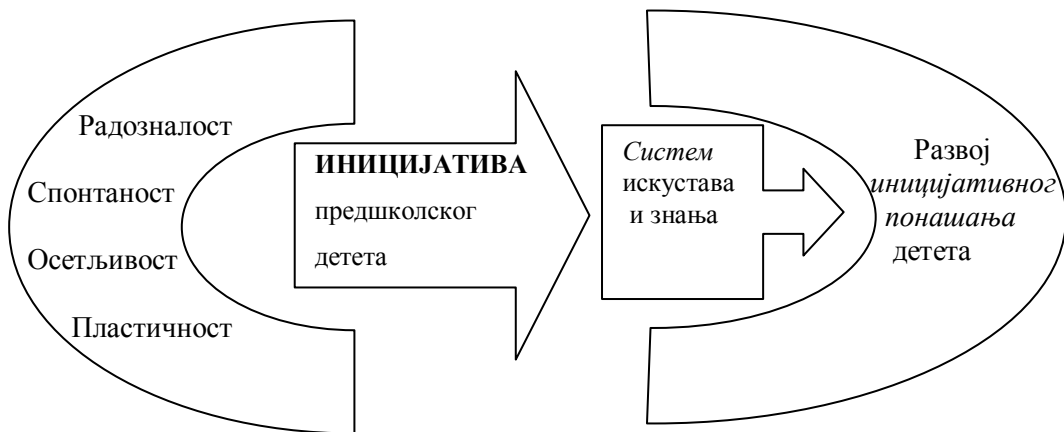 Радозналост
Спонтаност
Осетљивост
Пластичност
ИНИЦИЈАТИВА
предшколског
детета
Систем
искустава
и знања
Развој
иницијативног
понашања
детета